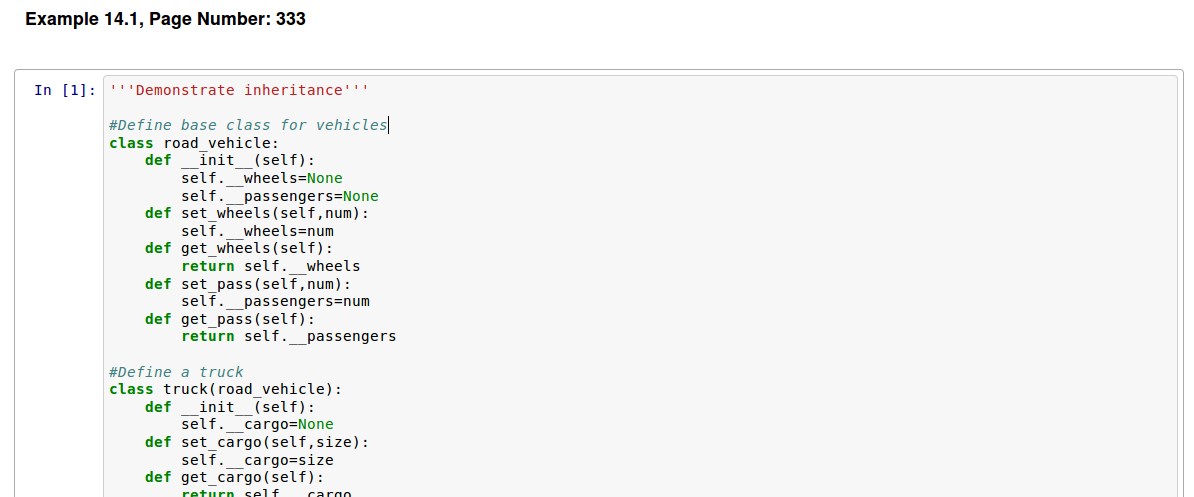 Example 14.1, Page Number: 333
In [1]: '''Demonstrate inheritance'''
#Define base class for vehicles
class road_vehicle:
    def __init__(self):
        self.__wheels=None
        self.__passengers=None
    def set_wheels(self,num):
        self.__wheels=num
    def get_wheels(self):
        return self.__wheels
    def set_pass(self,num):
        self.__passengers=num
    def get_pass(self):
        return self.__passengers
#Define a truck
class truck(road_vehicle):
    def __init__(self):
        self.__cargo=None
    def set_cargo(self,size):
        self.__cargo=size
    def get_cargo(self):
        return self.__cargo